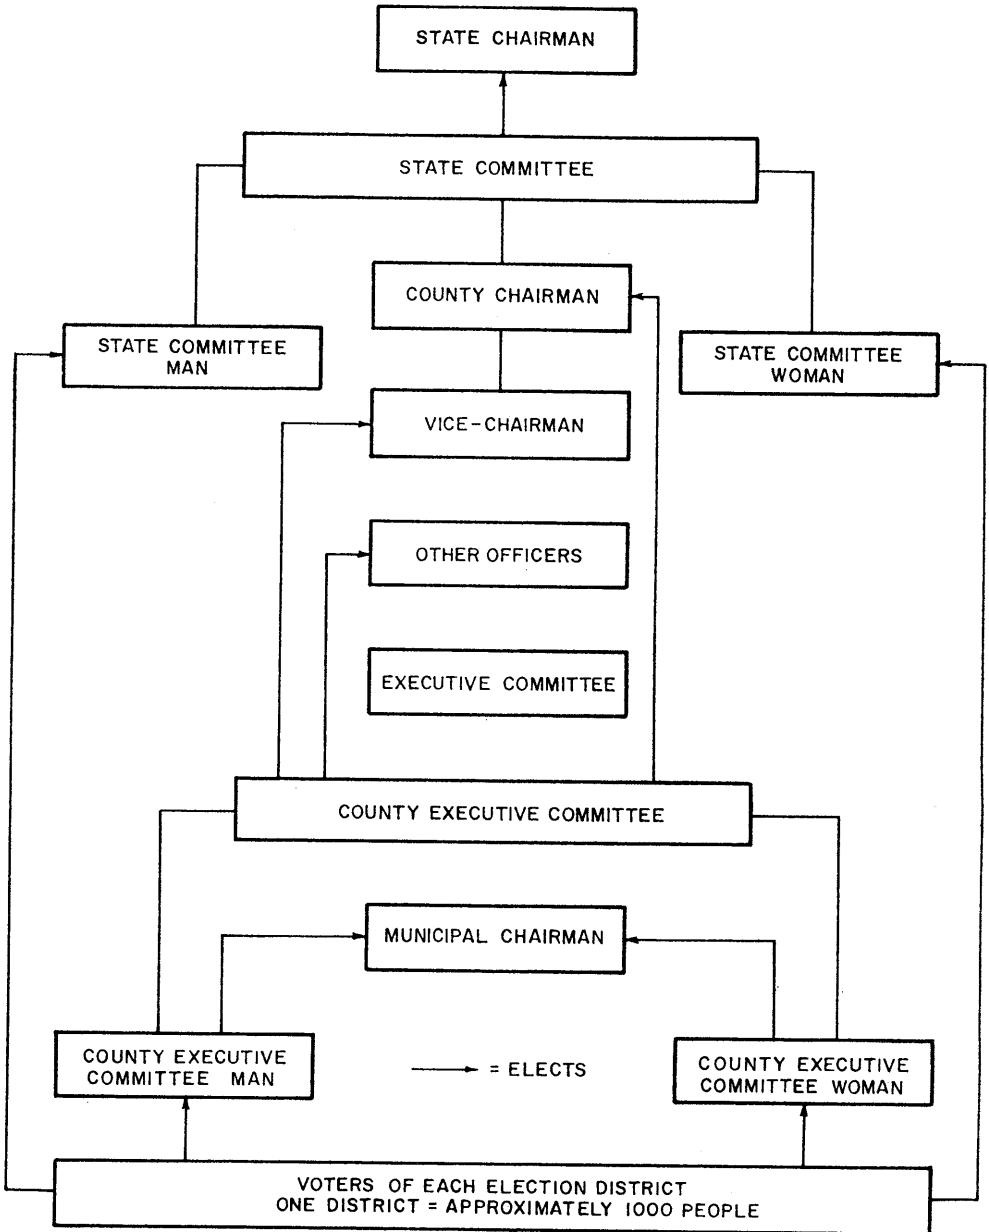 STATE CHAIRMAN
STATE COMMITTEE
COUNTY CHAIRMAN
STATE COMMITTEE
MAN
STATE COMMITTEE
WOMAN
VICE-CHAIRMAN
OTHER OFFICERS
EXECUTIVE COMMITTEE
COUNTY EXECUTIVE COMMITTEE
MUNICIPAL CHAIRMAN
COUNTY EXECUTIVE
COMMITTEE MAN
= ELECTS
COUNTY EXECUTIVE
COMMITTEE WOMAN
VOTERS OF EACH ELECTION DISTRICT
ONE DISTRICT = APPROXIMATELY 1000 PEOPLE